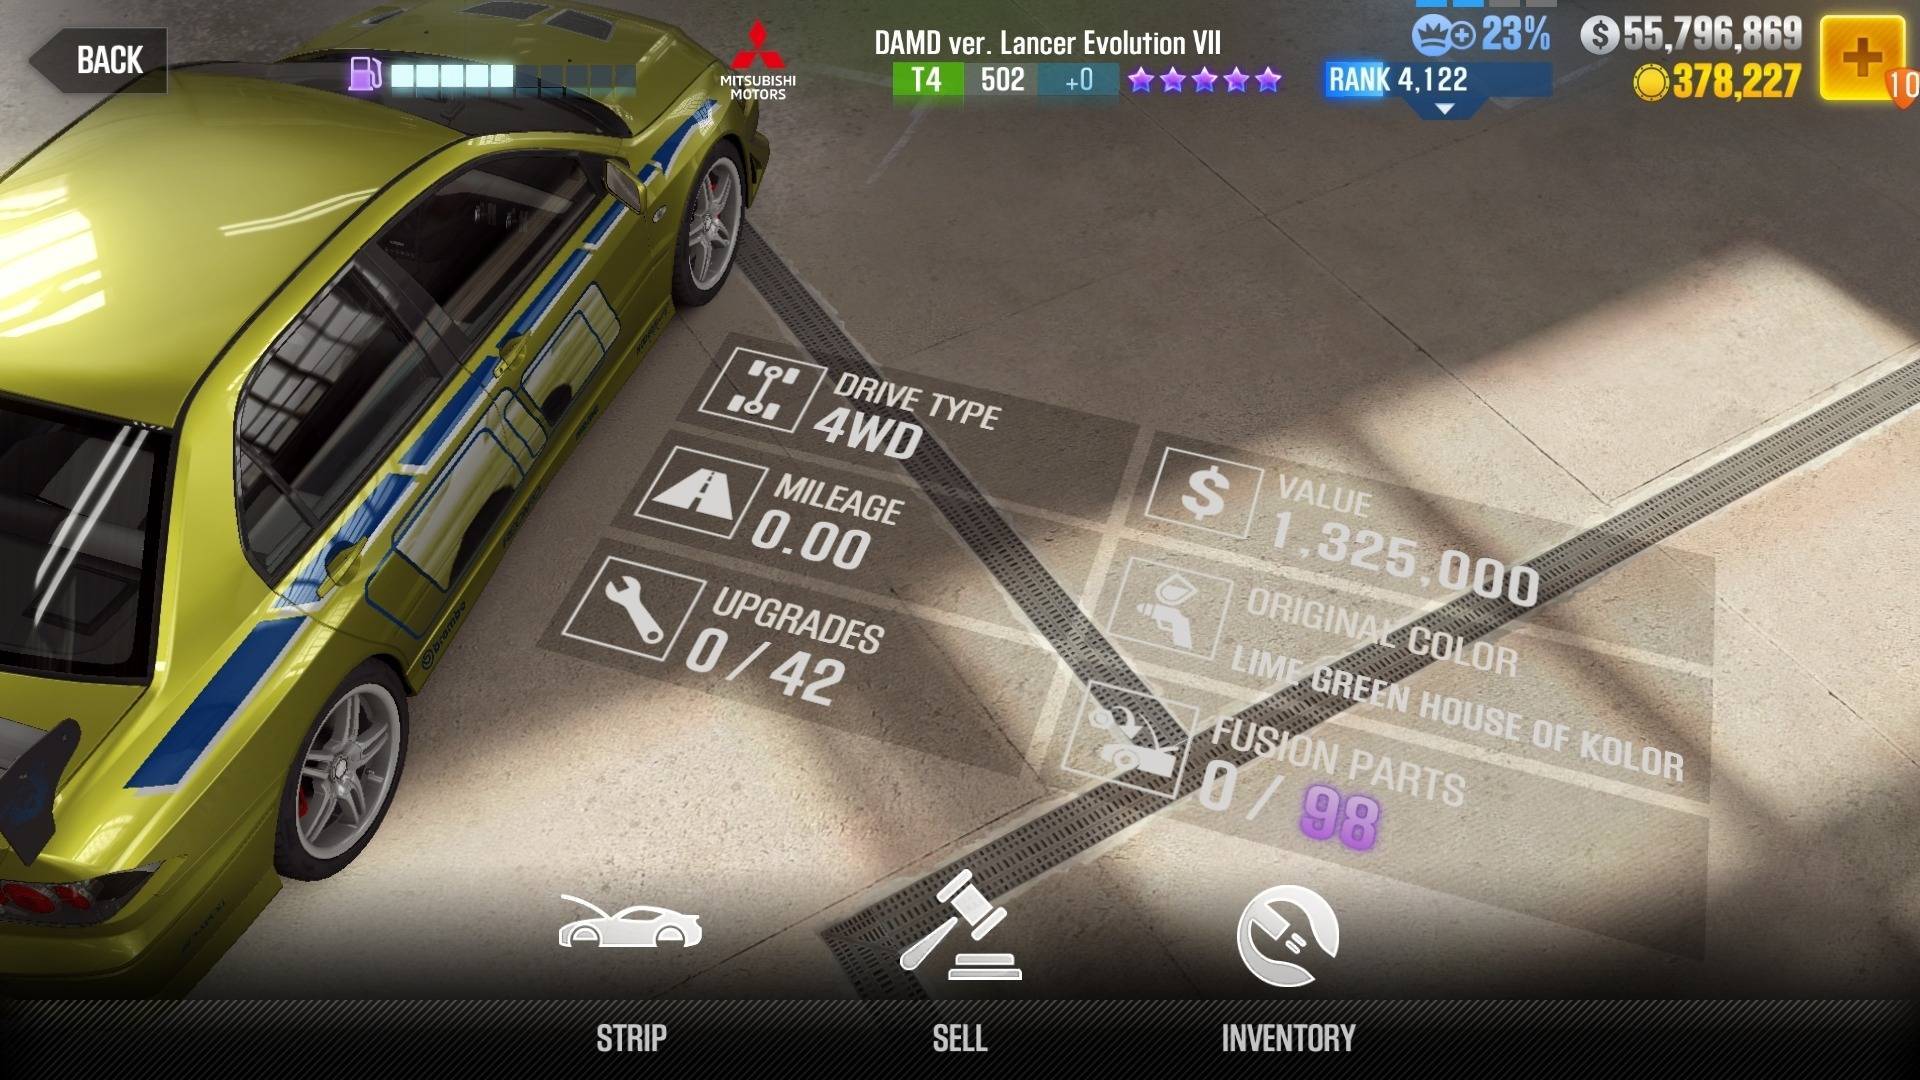 BACK
MITSUBISHI
MOTORS
DAMD ver. Lancer Evolution VII
T4 502 +0
RANK 4,122
23%
$ 55,796,869
378,227
10
DRIVE TYPE
4WD
MILEAGE
0.00
UPGRADES
0 / 42
$ VALUE
1,325,000
ORIGINAL COLOR
LIME GREEN HOUSE OF KOLOR
FUSION PARTS
0 / 98
brembo
STRIP
SELL
INVENTORY